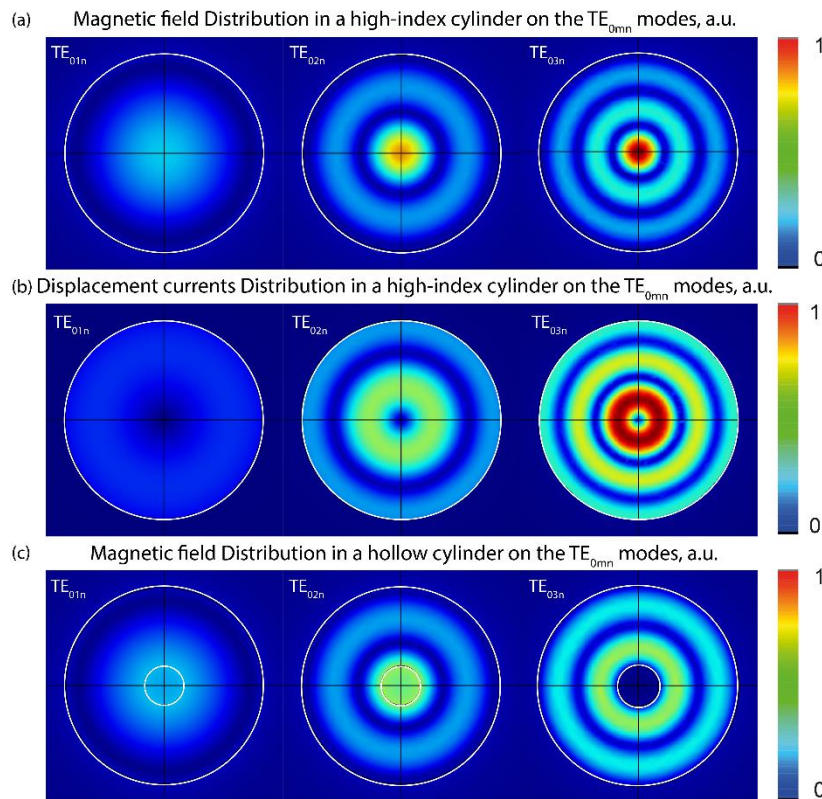 (a) Magnetic field Distribution in a high-index cylinder on the TE0mn modes, a.u.
TE01n TE02n TE03n 1
0
(b) Displacement currents Distribution in a high-index cylinder on the TE0mn modes, a.u.
TE01n TE02n TE03n 1
0
(c) Magnetic field Distribution in a hollow cylinder on the TE0mn modes, a.u.
TE01n TE02n TE03n 1
0